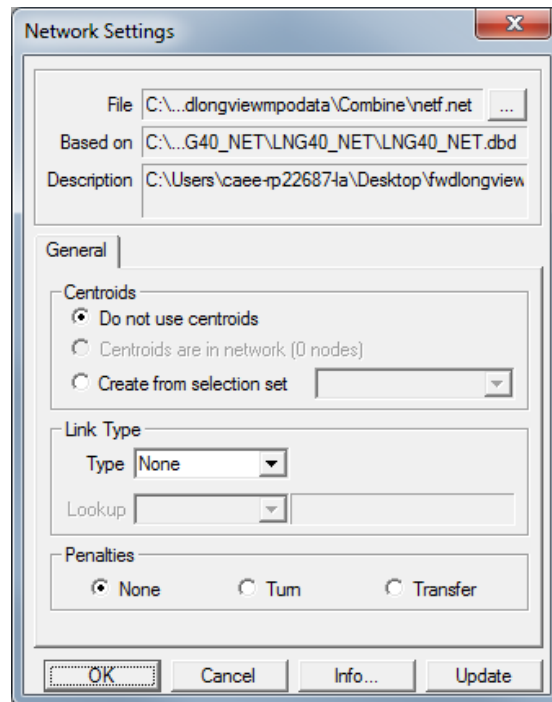 Network Settings
File C:\...dlongviewmpodata\Combine\netf.net ...
Based on C:\...G40_NET\LNG40_NET\LNG40_NET.dbd
Description C:\Users\caee-rp22687-la\Desktop\fwdlongview
General
Centroids
Do not use centroids
Centroids are in network (0 nodes)
Create from selection set
Link Type
Type None
Lookup
Penalties
None Turn Transfer
OK Cancel Info... Update